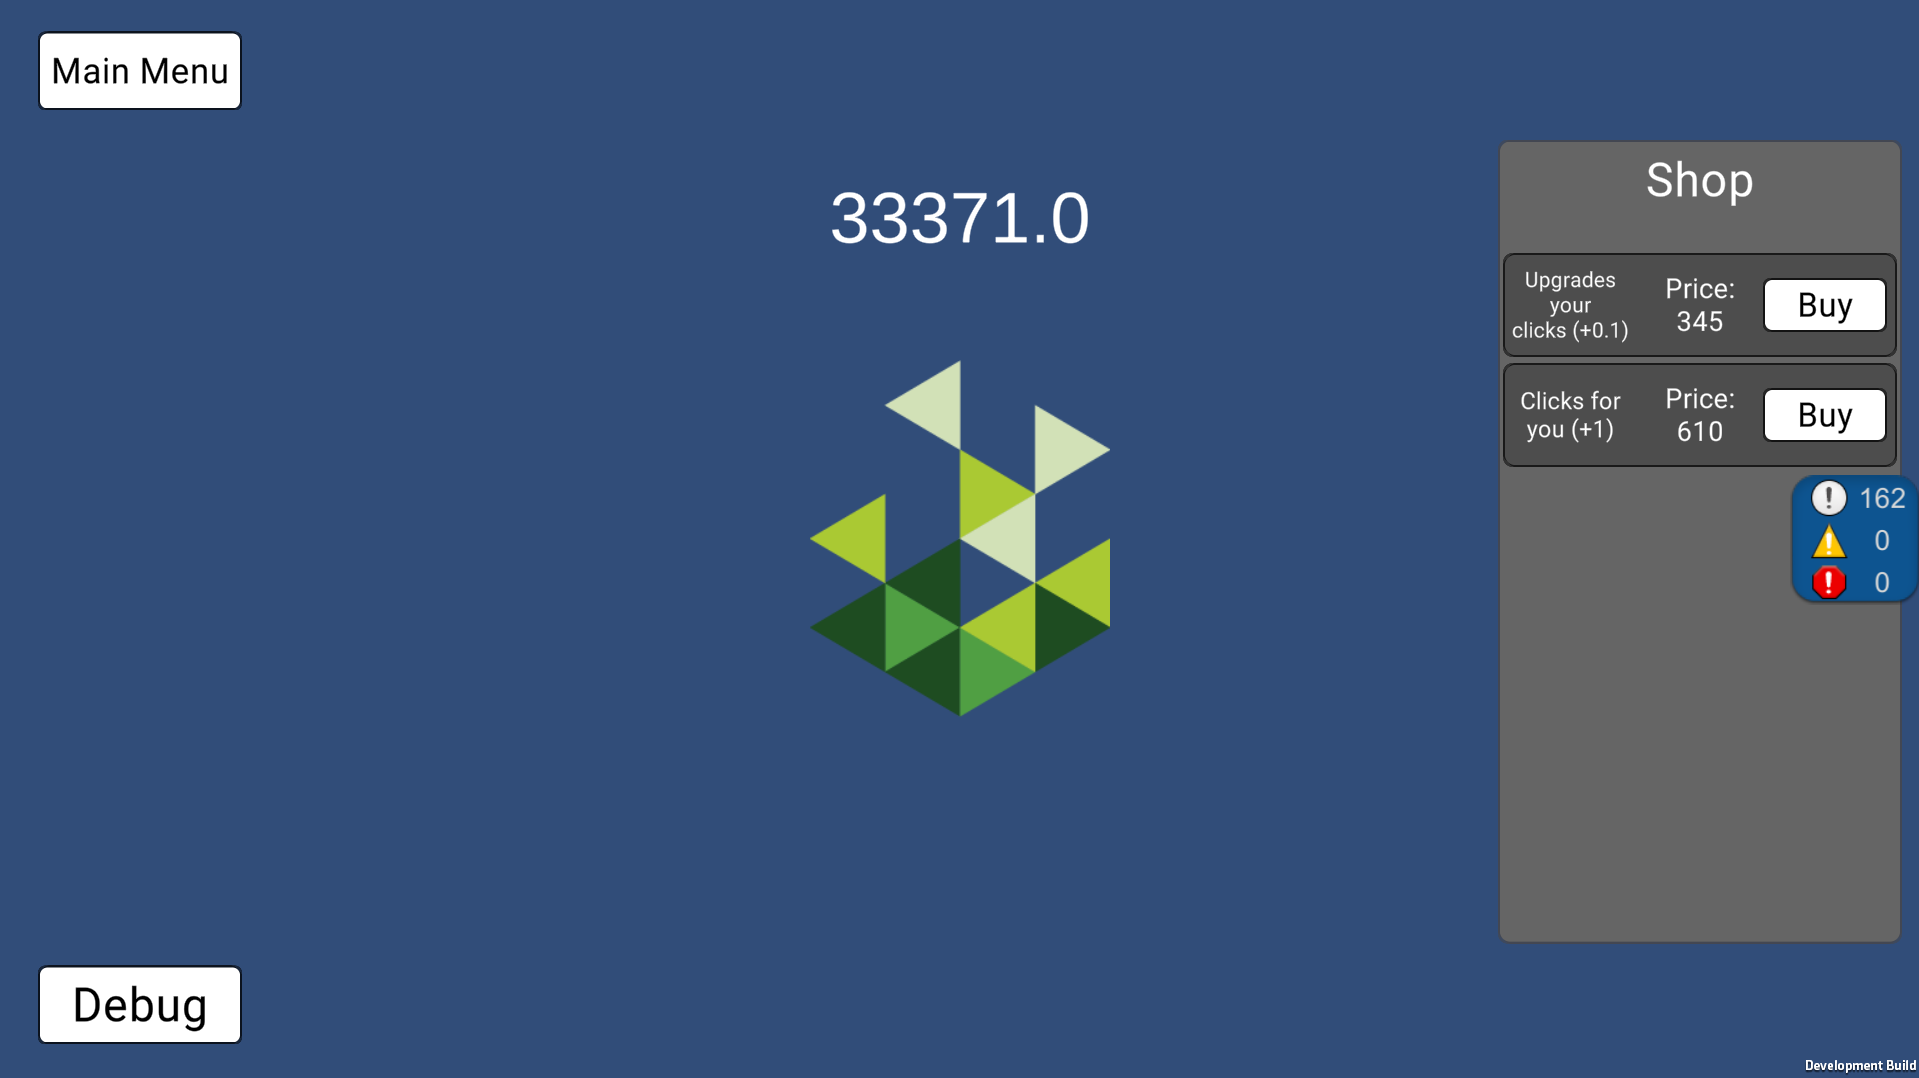 Main Menu
33371.0
Shop
Upgrades
your
clicks (+0.1)
Price:
345
Buy
Clicks for
you (+1)
Price:
610
Buy
162
0
0
Debug
Development Build